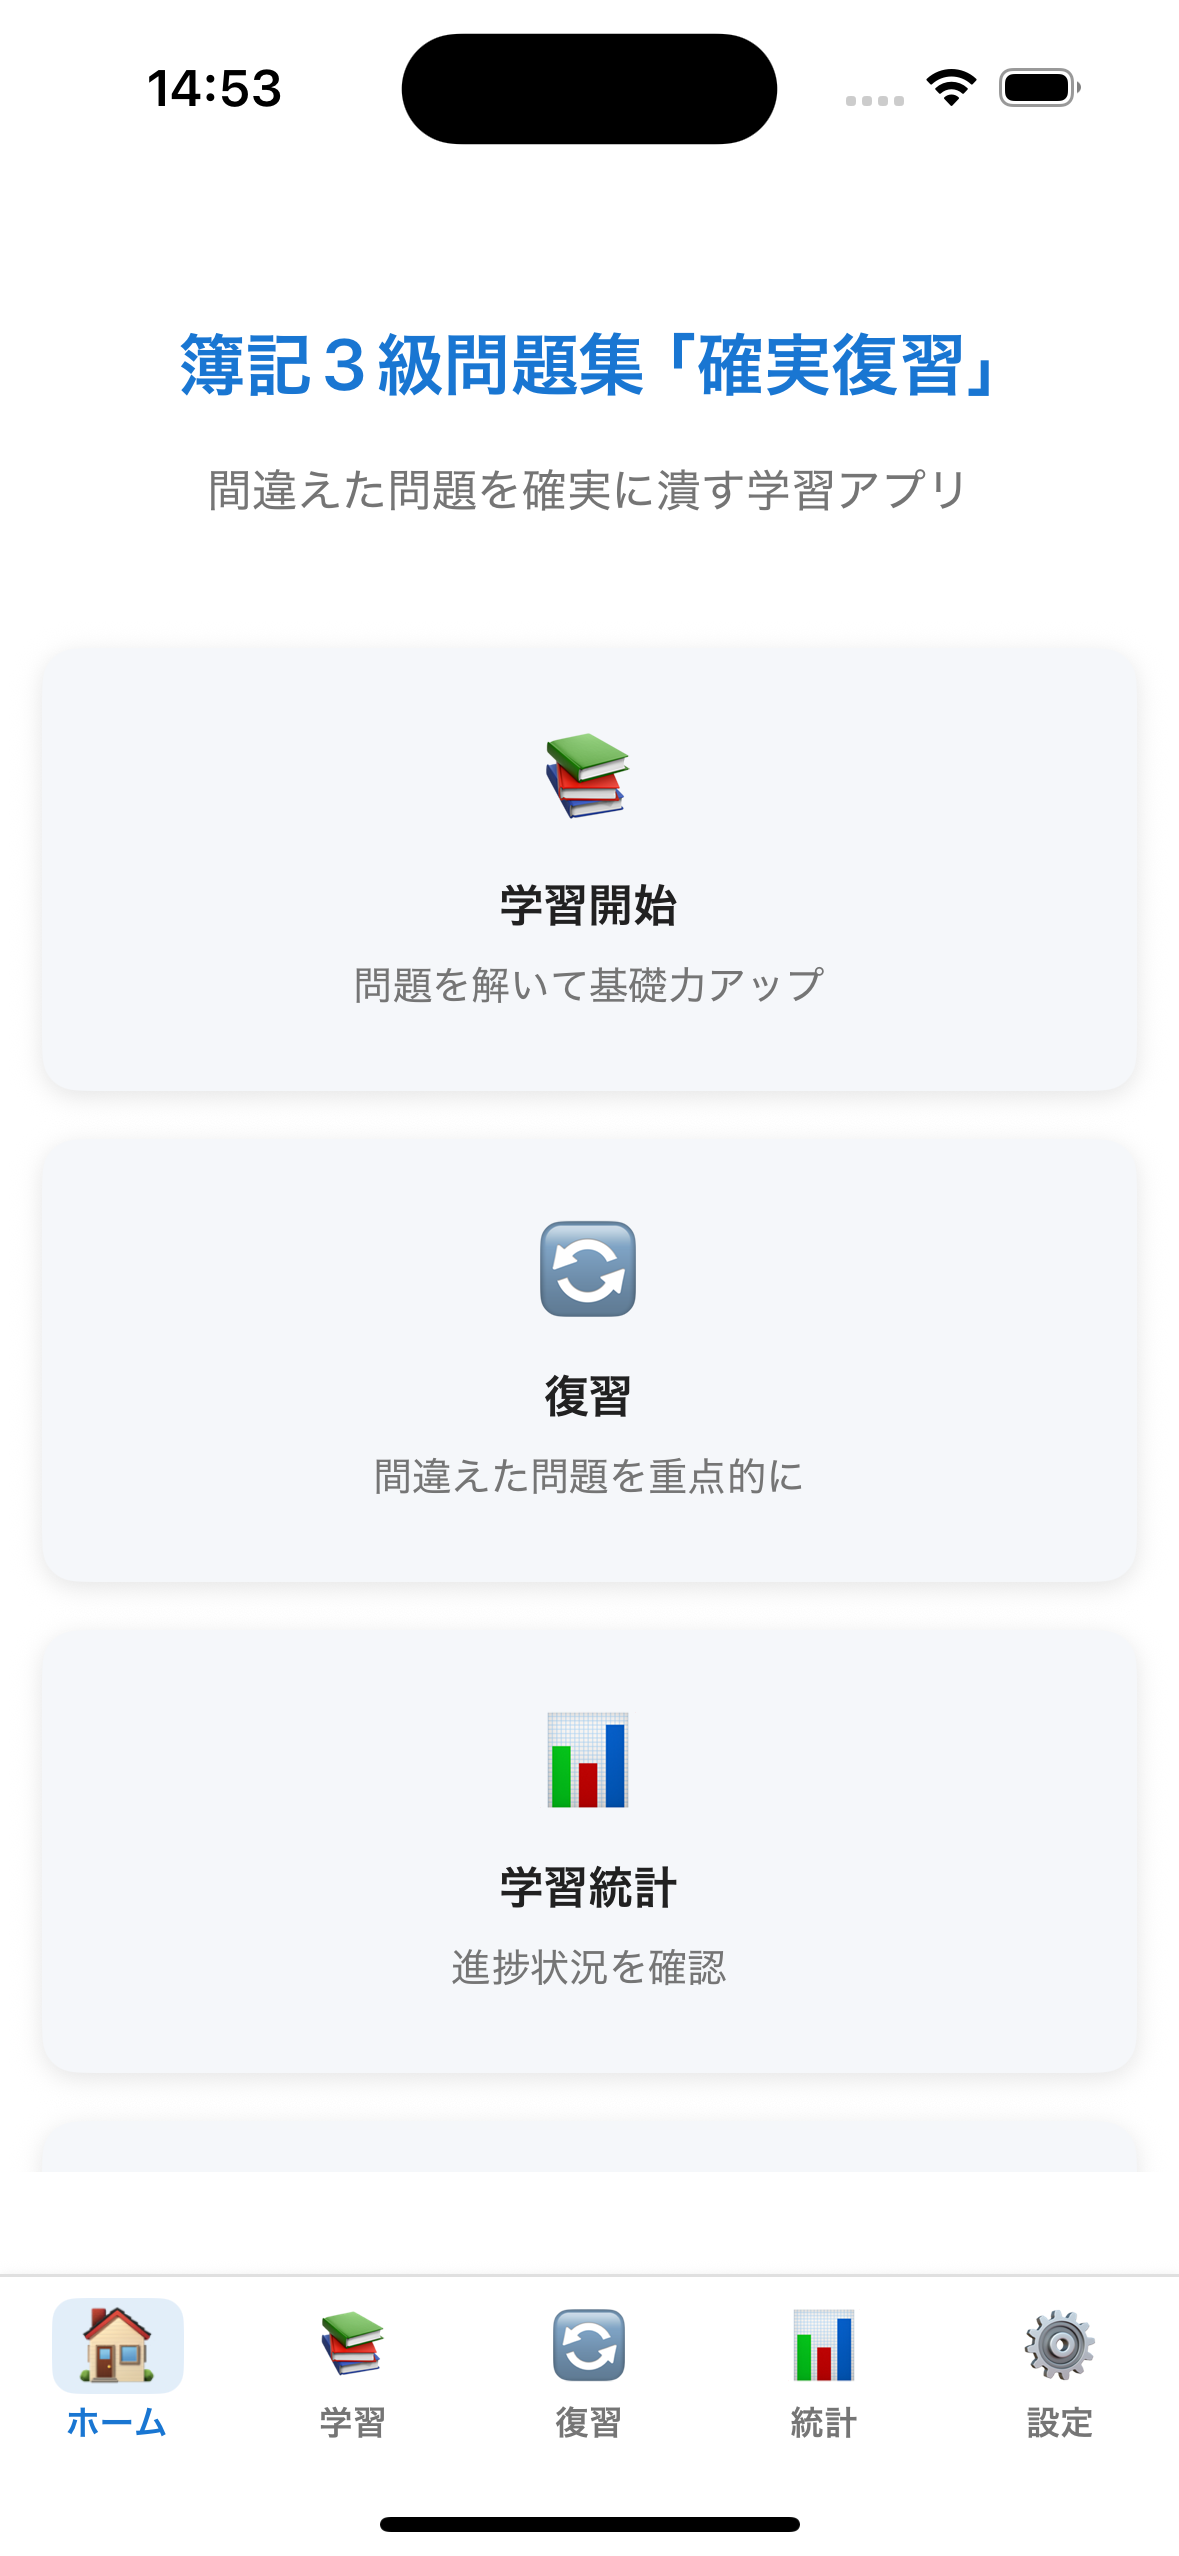 14:53
簿記３級問題集「確実復習」
間違えた問題を確実に潰す学習アプリ
学習開始
問題を解いて基礎力アップ
復習
間違えた問題を重点的に
学習統計
進捗状況を確認
ホーム 学習 復習 統計 設定